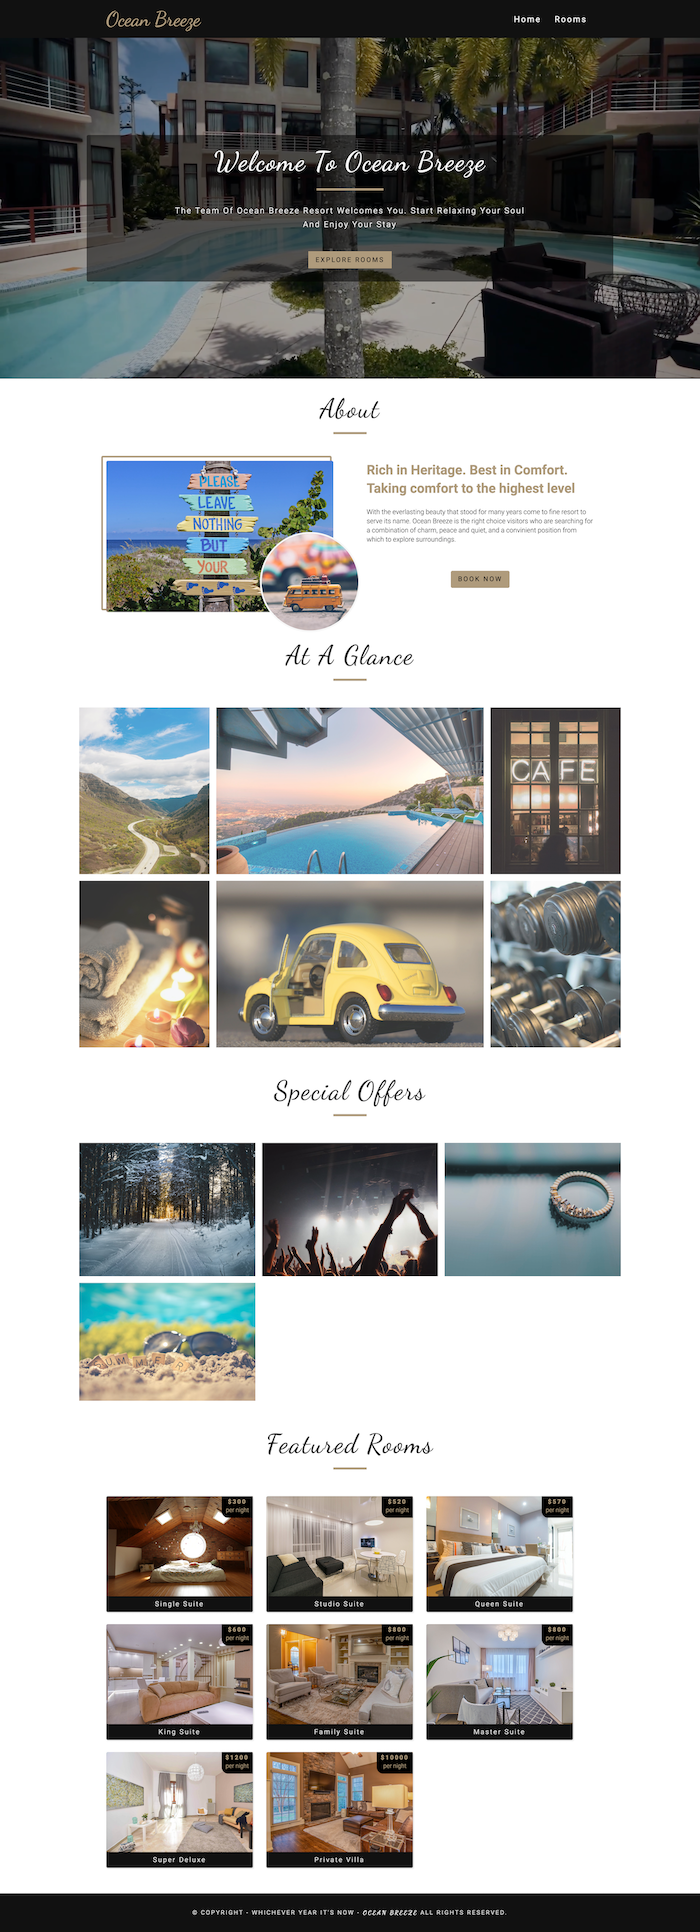 Ocean Breeze
Home Rooms
Welcome To Ocean Breeze
The Team Of Ocean Breeze Resort Welcomes You. Start Relaxing Your Soul
And Enjoy Your Stay
EXPLORE ROOMS
About
PLEASE
LEAVE
NOTHING
BUT
YOUR
Rich in Heritage. Best in Comfort.
Taking comfort to the highest level
With the everlasting beauty that stood for many years come to fine resort to
serve its name. Ocean Breeze is the right choice visitors who are searching for
a combination of charm, peace and quiet, and a convinient position from
which to explore surroundings.
BOOK NOW
At A Glance
CAFE
Special Offers
SUMMER
Featured Rooms
$300
per night
Single Suite
$520
per night
Studio Suite
$570
per night
Queen Suite
$600
per night
King Suite
$800
per night
Family Suite
$800
per night
Master Suite
$1200
per night
Super Deluxe
$10000
per night
Private Villa
© COPYRIGHT - WHICHEVER YEAR IT'S NOW - OCEAN BREEZE ALL RIGHTS RESERVED.